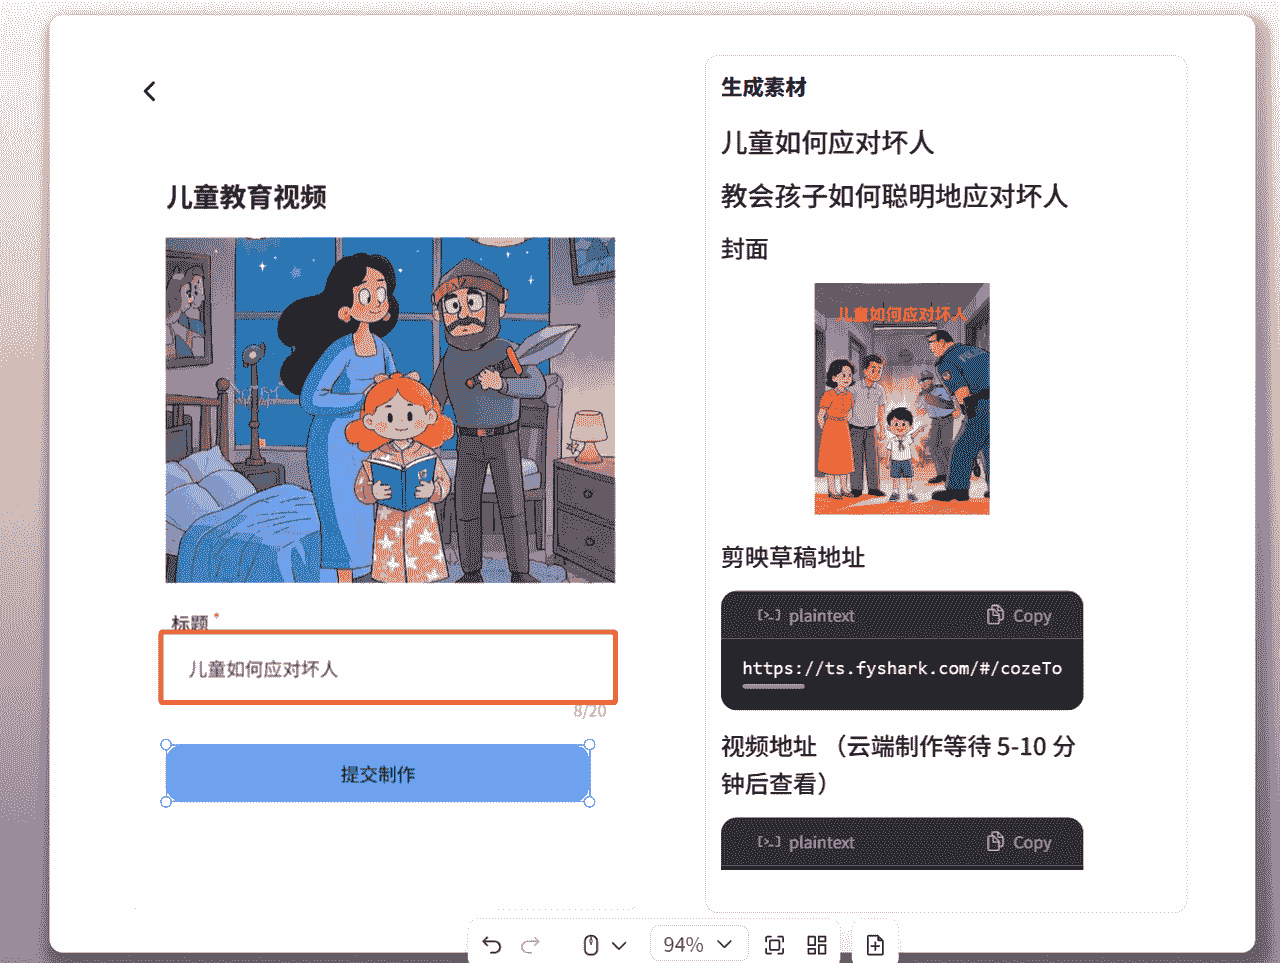 儿童教育视频
标题 *
儿童如何应对坏人
8/20
提交制作
生成素材
儿童如何应对坏人
教会孩子如何聪明地应对坏人
封面
儿童如何应对坏人
剪映草稿地址
plaintext
Copy
https://ts.fyshark.com/#/cozeTo
视频地址 （云端制作等待 5-10 分
钟后查看）
plaintext
Copy
94%